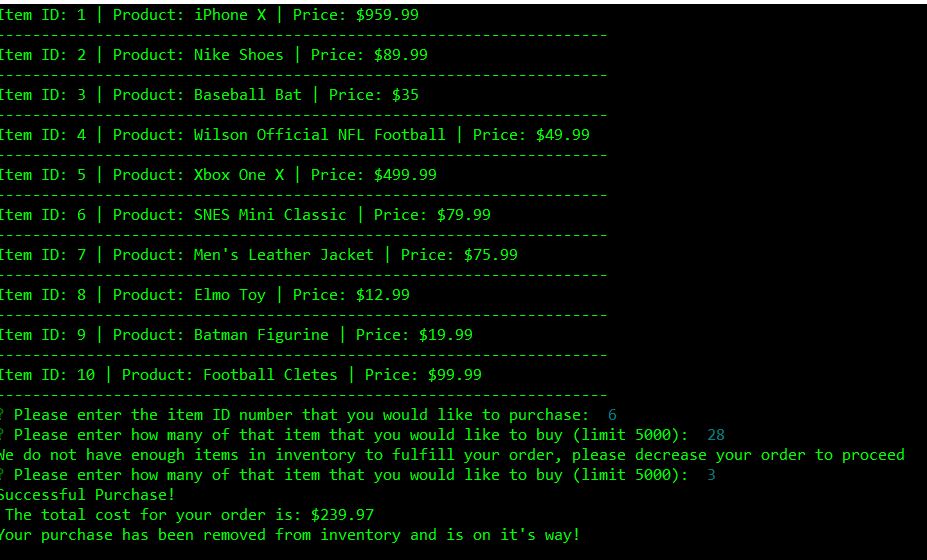 Item ID: 1 | Product: iPhone X | Price: $959.99
-------------------------------------------------------------------
Item ID: 2 | Product: Nike Shoes | Price: $89.99
-------------------------------------------------------------------
Item ID: 3 | Product: Baseball Bat | Price: $35
-------------------------------------------------------------------
Item ID: 4 | Product: Wilson Official NFL Football | Price: $49.99
-------------------------------------------------------------------
Item ID: 5 | Product: Xbox One X | Price: $499.99
-------------------------------------------------------------------
Item ID: 6 | Product: SNES Mini Classic | Price: $79.99
-------------------------------------------------------------------
Item ID: 7 | Product: Men's Leather Jacket | Price: $75.99
-------------------------------------------------------------------
Item ID: 8 | Product: Elmo Toy | Price: $12.99
-------------------------------------------------------------------
Item ID: 9 | Product: Batman Figurine | Price: $19.99
-------------------------------------------------------------------
Item ID: 10 | Product: Football Cletes | Price: $99.99
-------------------------------------------------------------------
? Please enter the item ID number that you would like to purchase: 6
? Please enter how many of that item that you would like to buy (limit 5000): 28
We do not have enough items in inventory to fulfill your order, please decrease your order to proceed
? Please enter how many of that item that you would like to buy (limit 5000): 3
Successful Purchase!
The total cost for your order is: $239.97
Your purchase has been removed from inventory and is on it's way!